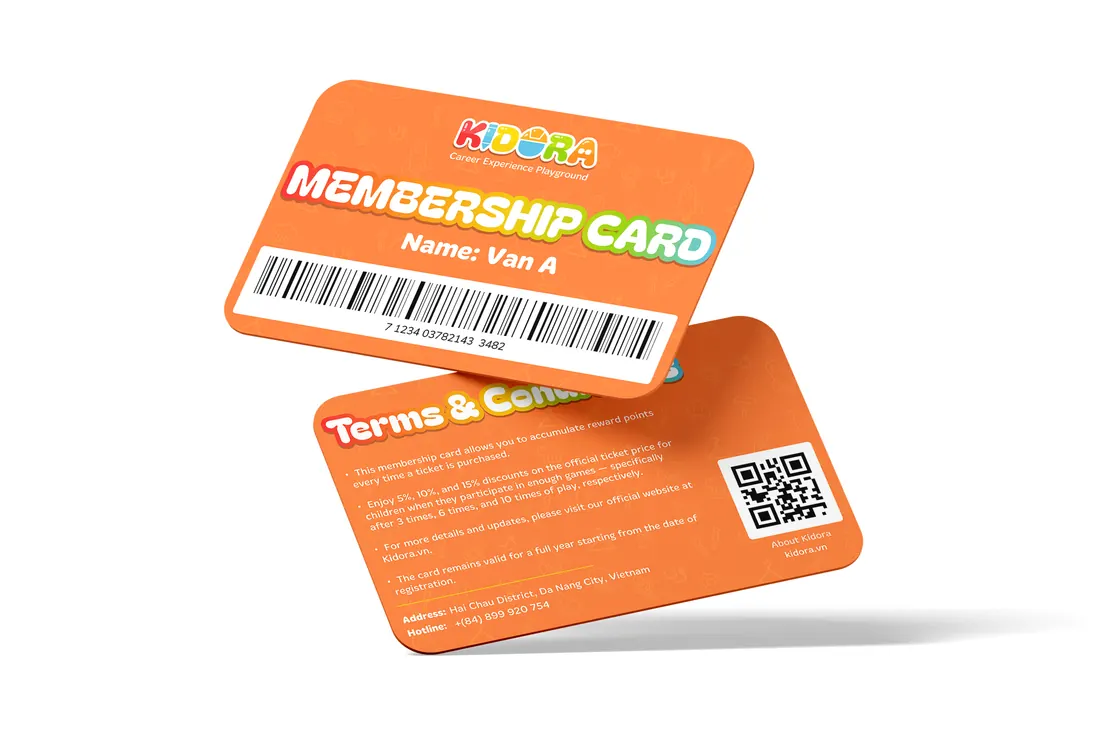 KIDORA
Career Experience Playground
MEMBERSHIP CARD
Name: Van A
7 1234 03782143 3482
Terms &
• This membership card allows you to accumulate reward points
every time a ticket is purchased.
• Enjoy 5%, 10%, and 15% discounts on the official ticket price for
children when they participate in enough games — specifically
after 3 times, 6 times, and 10 times of play, respectively.
• For more details and updates, please visit our official website at
Kidora.vn.
• The card remains valid for a full year starting from the date of
registration.
Address: Hai Chau District, Da Nang City, Vietnam
Hotline: +(84) 899 920 754
About Kidora
kidora.vn